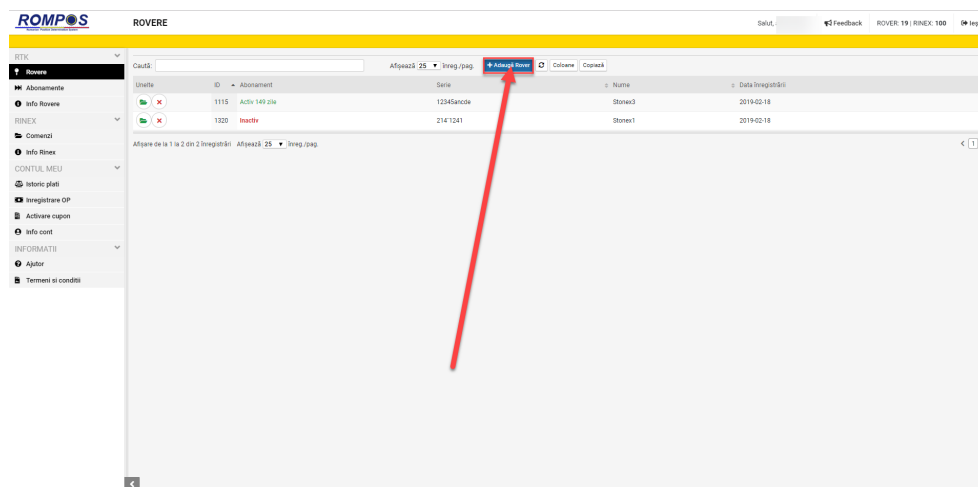 ROMPOS
ROVERE
Salut,
Feedback
ROVER: 19 | RINEX: 100
Ieș
RTK
Rovere
Abonamente
Info Rovere
RINEX
Comenzi
Info Rinex
CONTUL MEU
Istoric plati
Inregistrare OP
Activare cupon
Info cont
INFORMATII
Ajutor
Termeni si conditii
Caută:
Afișează 25 înreg./pag.
+ Adaugă Rover
Coloane
Copiază
Unelte ID Abonament Serie Nume Data înregistrării
1115 Activ 149 zile 12345ancde Stonex3 2019-02-18
1320 Inactiv 214'1241 Stonex1 2019-02-18
Afișare de la 1 la 2 din 2 înregistrări Afișează 25 înreg./pag.
1